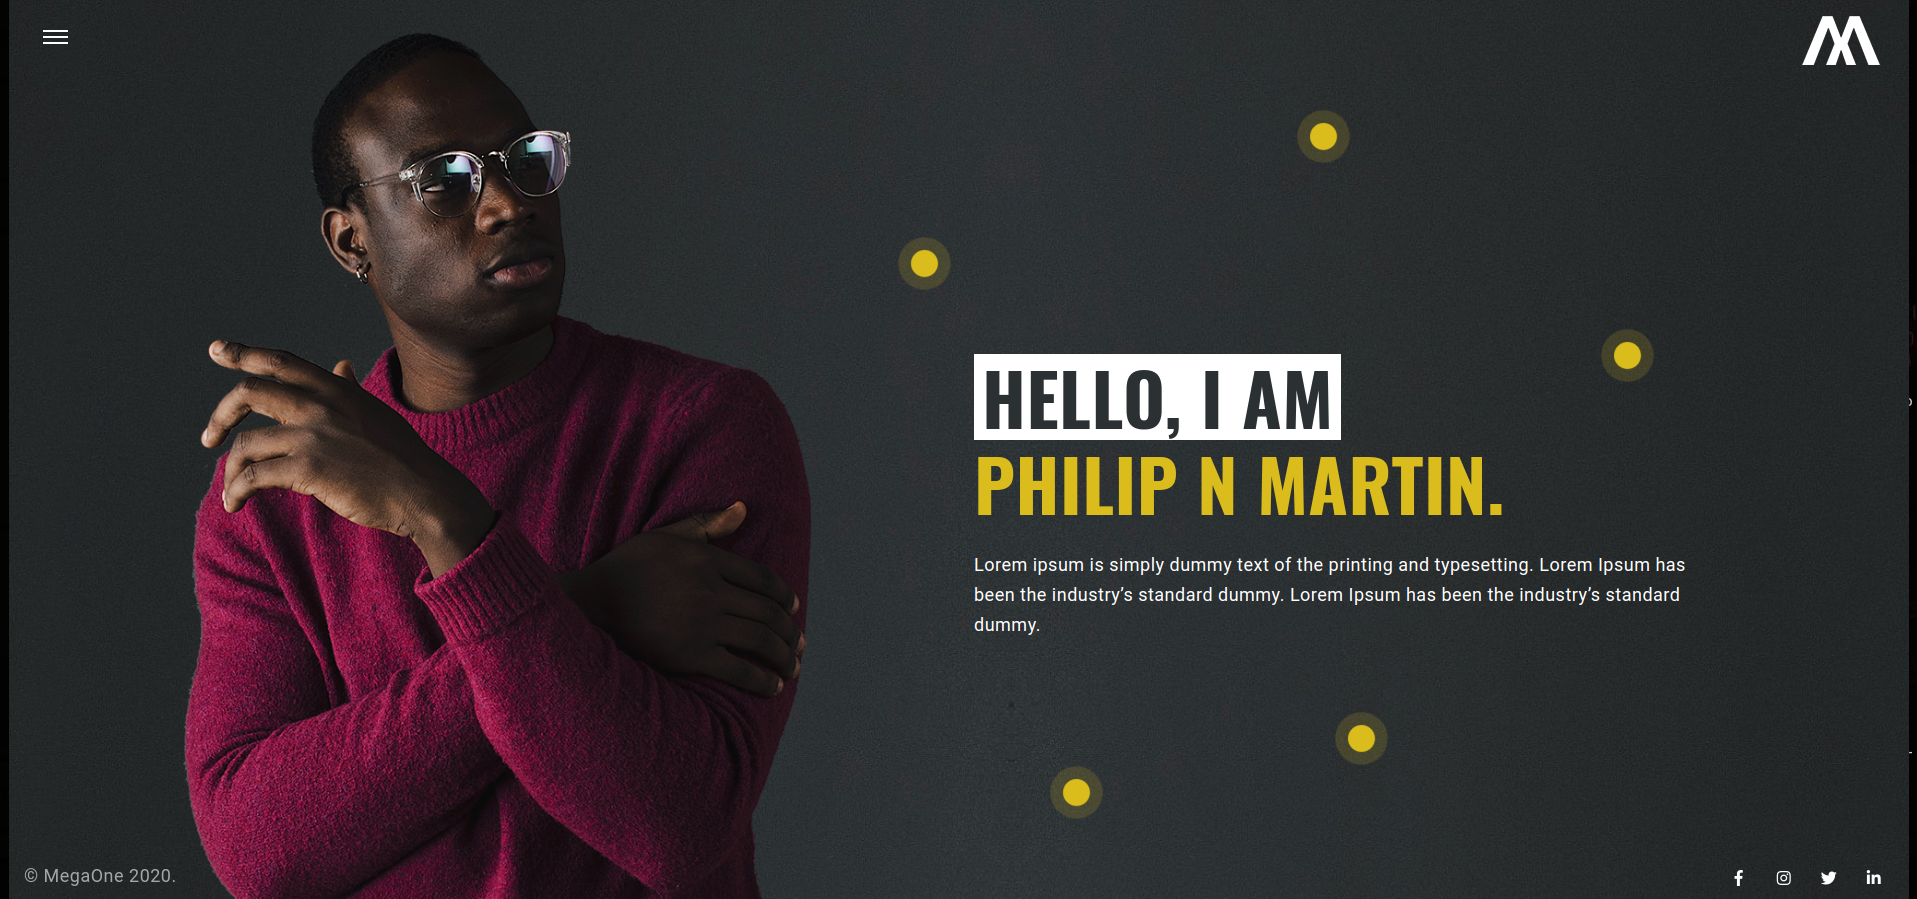 HELLO, I AM
PHILIP N MARTIN.
Lorem ipsum is simply dummy text of the printing and typesetting. Lorem Ipsum has
been the industry’s standard dummy. Lorem Ipsum has been the industry’s standard
dummy.
© MegaOne 2020.